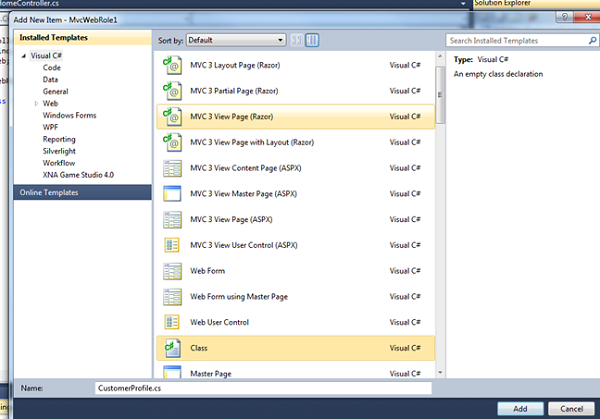 HomeController.cs
Solution Explorer
Add New Item - MvcWebRole1
Installed Templates
Sort by: Default
Search Installed Templates
Visual C#
Code
Data
General
Web
Windows Forms
WPF
Reporting
Silverlight
Workflow
XNA Game Studio 4.0
Online Templates
MVC 3 Layout Page (Razor) Visual C#
MVC 3 Partial Page (Razor) Visual C#
MVC 3 View Page (Razor) Visual C#
MVC 3 View Page with Layout (Razor) Visual C#
MVC 3 View Content Page (ASPX) Visual C#
MVC 3 View Master Page (ASPX) Visual C#
MVC 3 View Page (ASPX) Visual C#
MVC 3 View User Control (ASPX) Visual C#
Web Form Visual C#
Web Form using Master Page Visual C#
Web User Control Visual C#
Class Visual C#
Master Page Visual C#
Type: Visual C#
An empty class declaration
Name: CustomerProfile.cs
Add Cancel